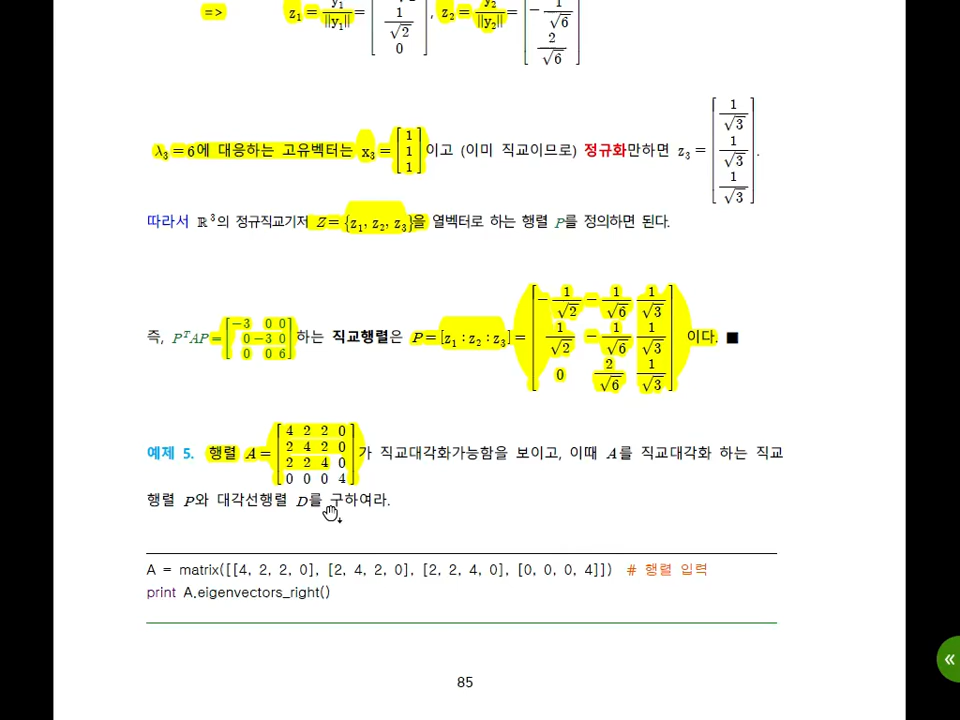 => z₁ = y₁/||y₁|| = [1/√2, 0], z₂ = y₂/||y₂|| = [-1/√6, 2/√6]
λ₃ = 6에 대응하는 고유벡터는 x₃ = [1, 1, 1] 이고 (이미 직교이므로) 정규화만하면 z₃ = [1/√3, 1/√3, 1/√3].
따라서 ℝ³의 정규직교기저 Z = {z₁, z₂, z₃}을 열벡터로 하는 행렬 P를 정의하면 된다.
즉, PᵀAP = [-3 0 0; 0 -3 0; 0 0 6] 하는 직교행렬은 P = [z₁ : z₂ : z₃] = [-1/√2 -1/√6 1/√3; 1/√2 -1/√6 1/√3; 0 2/√6 1/√3] 이다. ■
예제 5. 행렬 A = [4 2 2 0; 2 4 2 0; 2 2 4 0; 0 0 0 4]가 직교대각화가능함을 보이고, 이때 A를 직교대각화 하는 직교
행렬 P와 대각선행렬 D를 구하여라.
A = matrix([[4, 2, 2, 0], [2, 4, 2, 0], [2, 2, 4, 0], [0, 0, 0, 4]]) # 행렬 입력
print A.eigenvectors_right()
85
«